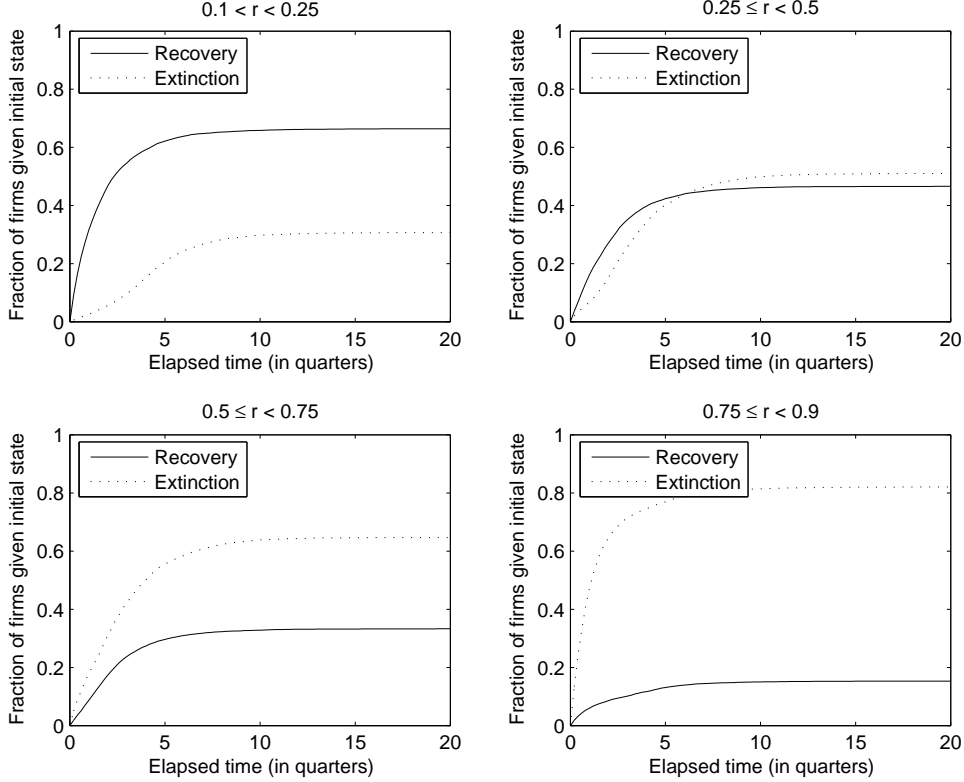 0.1 < r < 0.25
Fraction of firms given initial state
1
0.8
0.6
0.4
0.2
0
Recovery
Extinction
0 5 10 15 20
Elapsed time (in quarters)
0.25 ≤ r < 0.5
Fraction of firms given initial state
1
0.8
0.6
0.4
0.2
0
Recovery
Extinction
0 5 10 15 20
Elapsed time (in quarters)
0.5 ≤ r < 0.75
Fraction of firms given initial state
1
0.8
0.6
0.4
0.2
0
Recovery
Extinction
0 5 10 15 20
Elapsed time (in quarters)
0.75 ≤ r < 0.9
Fraction of firms given initial state
1
0.8
0.6
0.4
0.2
0
Recovery
Extinction
0 5 10 15 20
Elapsed time (in quarters)